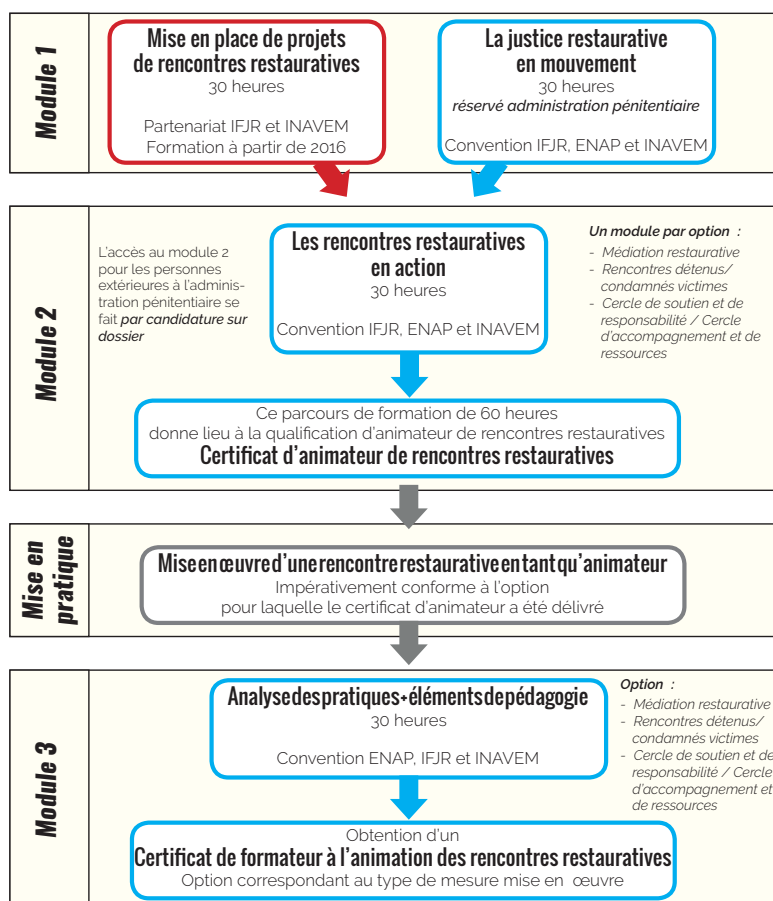 Module 1
Mise en place de projets
de rencontres restauratives
30 heures
Partenariat IFJR et INAVEM
Formation à partir de 2016
La justice restaurative
en mouvement
30 heures
réservé administration pénitentiaire
Convention IFJR, ENAP et INAVEM
Module 2
L'accès au module 2
pour les personnes
extérieures à l'adminis-
tration pénitentiaire se
fait par candidature sur
dossier
Les rencontres restauratives
en action
30 heures
Convention IFJR, ENAP et INAVEM
Un module par option :
- Médiation restaurative
- Rencontres détenus/
condamnés victimes
- Cercle de soutien et de
responsabilité / Cercle
d'accompagnement et de
ressources
Ce parcours de formation de 60 heures
donne lieu à la qualification d'animateur de rencontres restauratives
Certificat d'animateur de rencontres restauratives
Mise en
pratique
Mise en œuvre d'une rencontre restaurative en tant qu'animateur
Impérativement conforme à l'option
pour laquelle le certificat d'animateur a été délivré
Module 3
Analyse des pratiques + éléments de pédagogie
30 heures
Convention ENAP, IFJR et INAVEM
Option :
- Médiation restaurative
- Rencontres détenus/
condamnés victimes
- Cercle de soutien et de
responsabilité / Cercle
d'accompagnement et
de ressources
Obtention d'un
Certificat de formateur à l'animation des rencontres restauratives
Option correspondant au type de mesure mise en œuvre